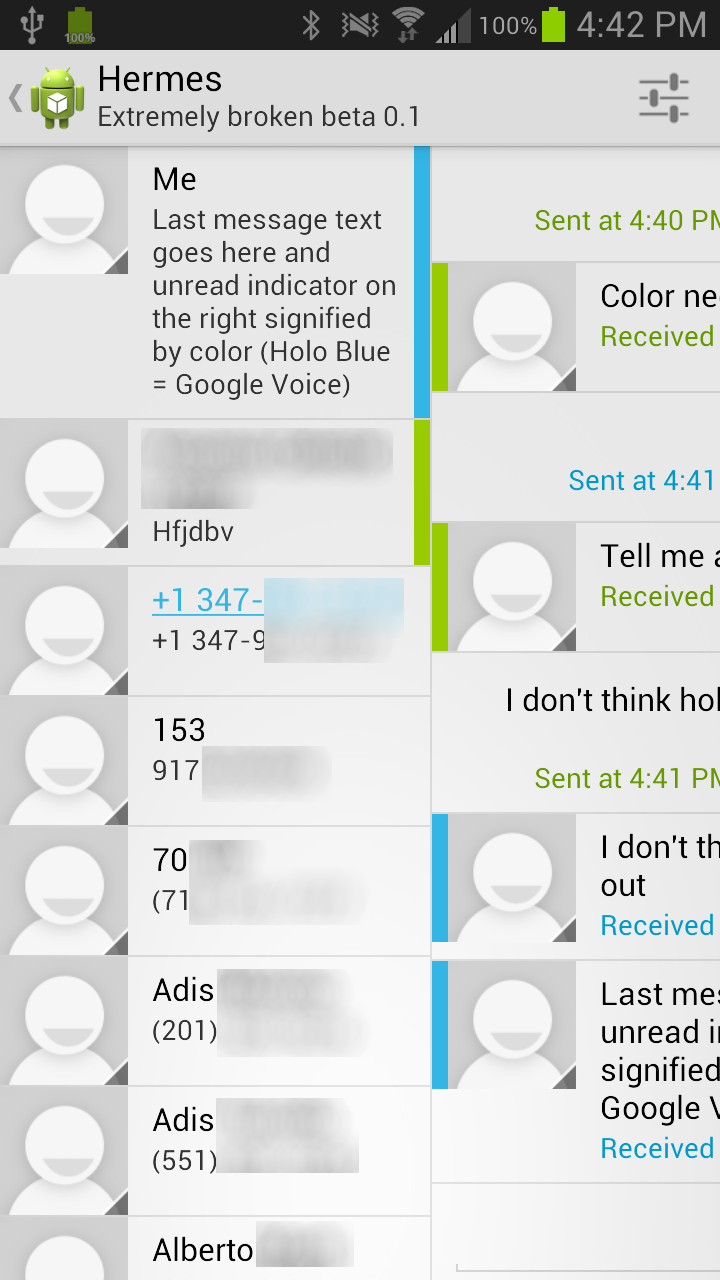 100%
100%
4:42 PM
Hermes
Extremely broken beta 0.1
Me
Last message text
goes here and
unread indicator on
the right signified
by color (Holo Blue
= Google Voice)
Hfjdbv
+1 347-
+1 347-9
153
917
70
(71
Adis
(201)
Adis
(551)
Alberto
Sent at 4:40 PM
Color ne
Received
Sent at 4:41
Tell me a
Received
I don't think hol
Sent at 4:41 PM
I don't th
out
Received
Last mes
unread in
signified
Google V
Received